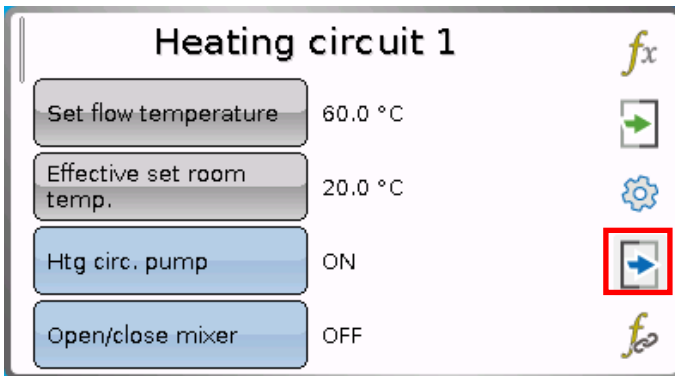 Heating circuit 1
Set flow temperature 60.0 °C
Effective set room
temp. 20.0 °C
Htg circ. pump ON
Open/close mixer OFF
fx